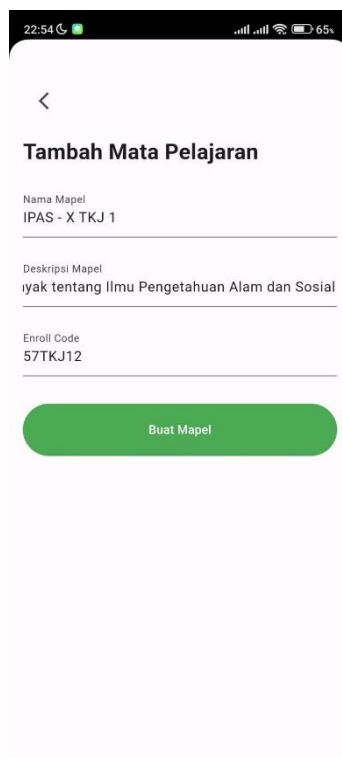 22:54 65%
Tambah Mata Pelajaran
Nama Mapel
IPAS - X TKJ 1
Deskripsi Mapel
tentang Ilmu Pengetahuan Alam dan Sosial
Enroll Code
57TKJ12
Buat Mapel